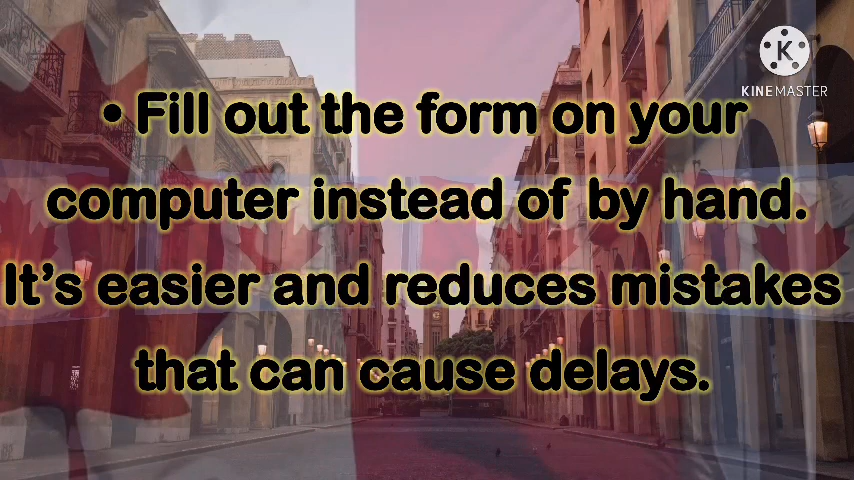 KINEMASTER
• Fill out the form on your
computer instead of by hand.
It’s easier and reduces mistakes
that can cause delays.